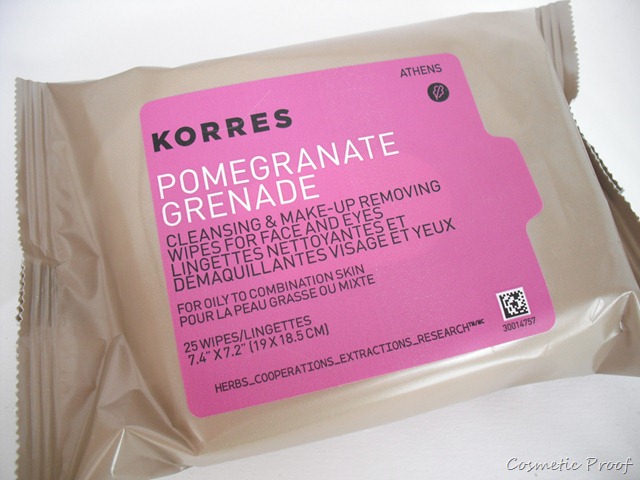 ATHENS
KORRES
POMEGRANATE
GRENADE
CLEANSING & MAKE-UP REMOVING
WIPES FOR FACE AND EYES
LINGETTES NETTOYANTES ET
DÉMAQUILLANTES VISAGE ET YEUX
FOR OILY TO COMBINATION SKIN
POUR LA PEAU GRASSE OU MIXTE
25 WIPES/LINGETTES
7.4" X 7.2" (19 X 18.5 CM)
30014757
HERBS_COOPERATIONS_EXTRACTIONS_RESEARCH™/MC
Cosmetic Proof